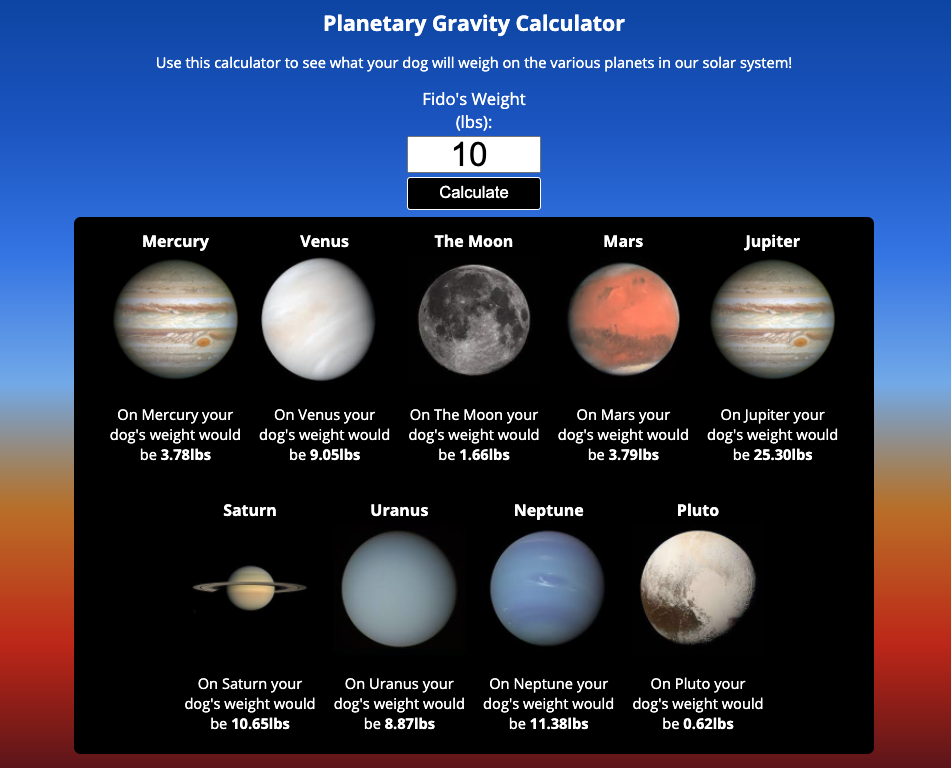 Planetary Gravity Calculator
Use this calculator to see what your dog will weigh on the various planets in our solar system!
Fido's Weight
(lbs):
10
Calculate
Mercury
On Mercury your
dog's weight would
be 3.78lbs
Venus
On Venus your
dog's weight would
be 9.05lbs
The Moon
On The Moon your
dog's weight would
be 1.66lbs
Mars
On Mars your
dog's weight would
be 3.79lbs
Jupiter
On Jupiter your
dog's weight would
be 25.30lbs
Saturn
On Saturn your
dog's weight would
be 10.65lbs
Uranus
On Uranus your
dog's weight would
be 8.87lbs
Neptune
On Neptune your
dog's weight would
be 11.38lbs
Pluto
On Pluto your
dog's weight would
be 0.62lbs